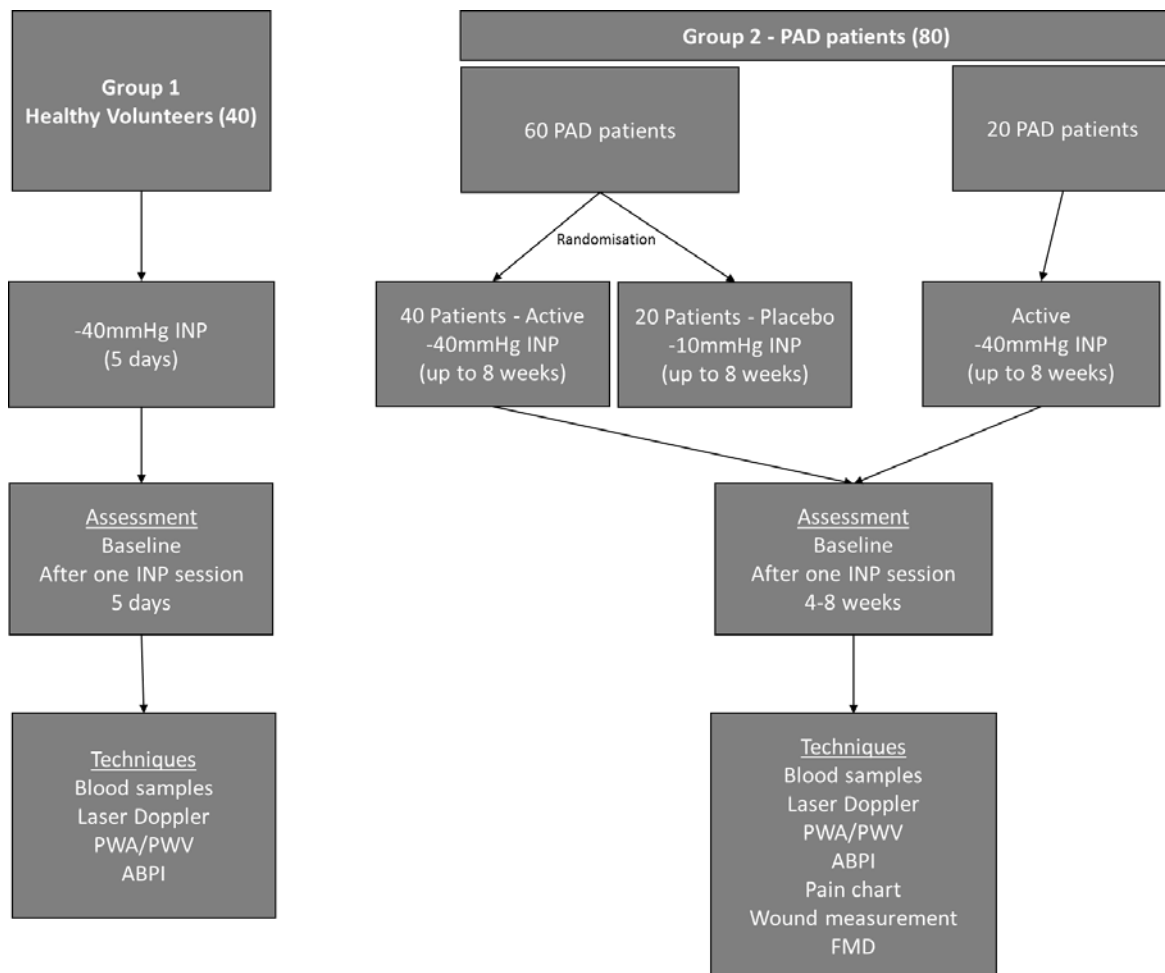 Group 1
Healthy Volunteers (40)
-40mmHg INP
(5 days)
Assessment
Baseline
After one INP session
5 days
Techniques
Blood samples
Laser Doppler
PWA/PWV
ABPI
Group 2 - PAD patients (80)
60 PAD patients
20 PAD patients
Randomisation
40 Patients - Active
-40mmHg INP
(up to 8 weeks)
20 Patients - Placebo
-10mmHg INP
(up to 8 weeks)
Active
-40mmHg INP
(up to 8 weeks)
Assessment
Baseline
After one INP session
4-8 weeks
Techniques
Blood samples
Laser Doppler
PWA/PWV
ABPI
Pain chart
Wound measurement
FMD